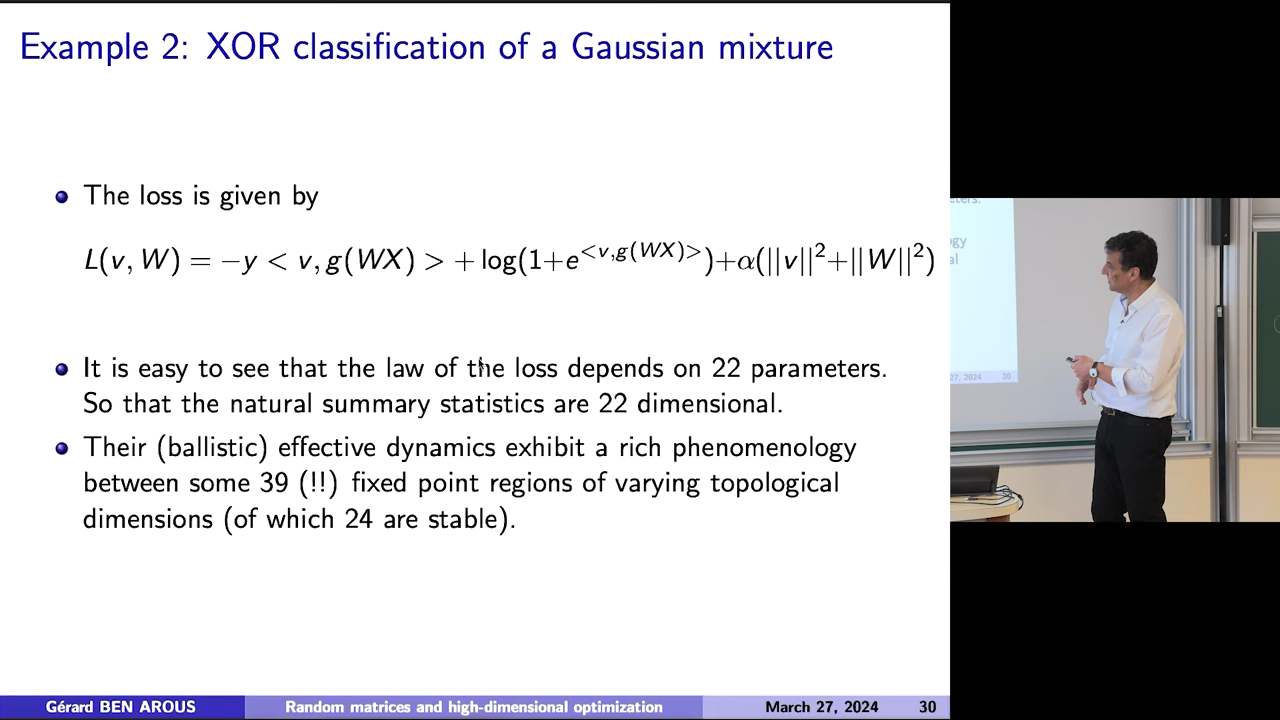 Example 2: XOR classification of a Gaussian mixture
The loss is given by
L(v, W) = −y < v, g(WX) > + log(1+e^{<v,g(WX)>})+α(||v||²+||W||²)
It is easy to see that the law of the loss depends on 22 parameters.
So that the natural summary statistics are 22 dimensional.
Their (ballistic) effective dynamics exhibit a rich phenomenology
between some 39 (!!) fixed point regions of varying topological
dimensions (of which 24 are stable).
Gérard BEN AROUS Random matrices and high-dimensional optimization March 27, 2024 30
27, 2024 30